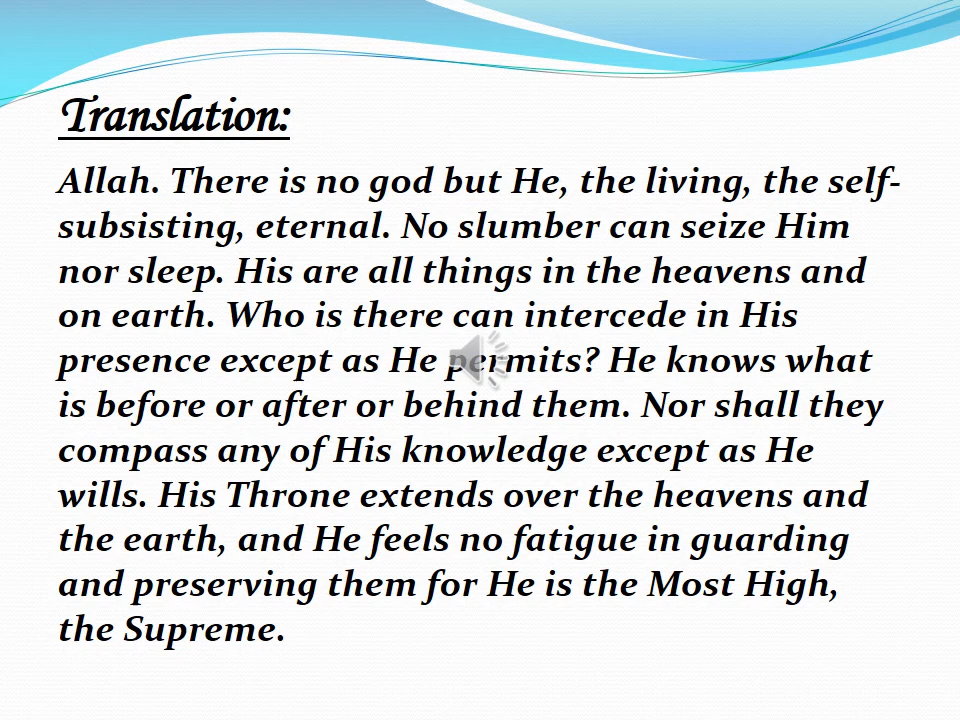 Translation:
Allah. There is no god but He, the living, the self-
subsisting, eternal. No slumber can seize Him
nor sleep. His are all things in the heavens and
on earth. Who is there can intercede in His
presence except as He permits? He knows what
is before or after or behind them. Nor shall they
compass any of His knowledge except as He
wills. His Throne extends over the heavens and
the earth, and He feels no fatigue in guarding
and preserving them for He is the Most High,
the Supreme.